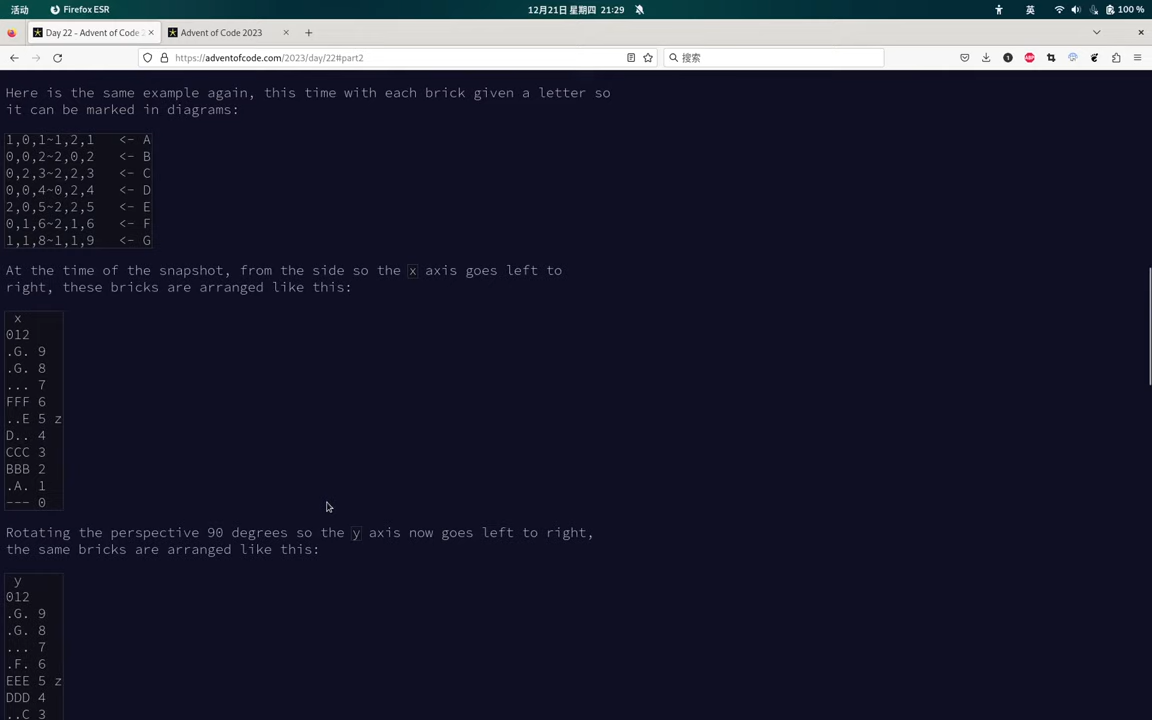 活动 Firefox ESR 12月21日星期四 21:29 英 100 %
Day 22 - Advent of Code 2 Advent of Code 2023
https://adventofcode.com/2023/day/22#part2 搜索
Here is the same example again, this time with each brick given a letter so
it can be marked in diagrams:
1,0,1~1,2,1 <- A
0,0,2~2,0,2 <- B
0,2,3~2,2,3 <- C
0,0,4~0,2,4 <- D
2,0,5~2,2,5 <- E
0,1,6~2,1,6 <- F
1,1,8~1,1,9 <- G
At the time of the snapshot, from the side so the x axis goes left to
right, these bricks are arranged like this:
x
012
.G. 9
.G. 8
... 7
FFF 6
..E 5 z
D.. 4
CCC 3
BBB 2
.A. 1
--- 0
Rotating the perspective 90 degrees so the y axis now goes left to right,
the same bricks are arranged like this:
y
012
.G. 9
.G. 8
... 7
.F. 6
EEE 5 z
DDD 4
..C 3